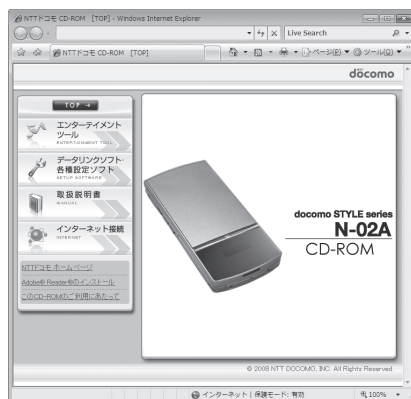 NTTドコモ CD-ROM [TOP] - Windows Internet Explorer
Live Search
NTTドコモ CD-ROM [TOP]
ページ(P) ツール(O)
döcomo
TOP
エンターテイメント
ツール
ENTERTAINMENT TOOL
データリンクソフト・
各種設定ソフト
SETUP SOFTWARE
取扱説明書
MANUAL
インターネット接続
INTERNET
NTTドコモ ホームページ
Adobe® Reader®のインストール
このCD-ROMのご利用にあたって
docomo STYLE series
N-02A
CD-ROM
© 2008 NTT DOCOMO, INC. All Rights Reserved.
インターネット | 保護モード: 有効
100%